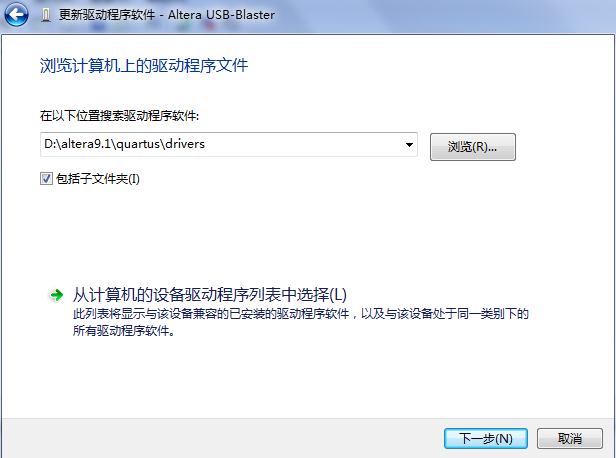 更新驱动程序软件 - Altera USB-Blaster
浏览计算机上的驱动程序文件
在以下位置搜索驱动程序软件:
D:\altera9.1\quartus\drivers
浏览(R)...
包括子文件夹(I)
从计算机的设备驱动程序列表中选择(L)
此列表将显示与该设备兼容的已安装的驱动程序软件，以及与该设备处于同一类别下的
所有驱动程序软件。
下一步(N)
取消